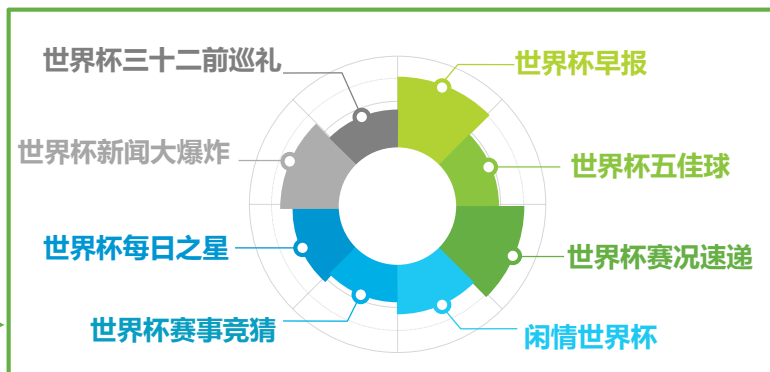 世界杯三十二前巡礼
世界杯早报
世界杯新闻大爆炸
世界杯五佳球
世界杯每日之星
世界杯赛况速递
世界杯赛事竞猜
闲情世界杯